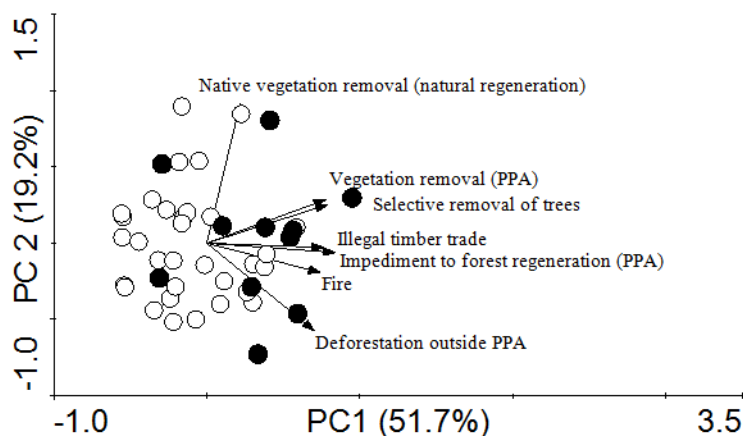 1.5
Native vegetation removal (natural regeneration)
Vegetation removal (PPA)
Selective removal of trees
Illegal timber trade
Impediment to forest regeneration (PPA)
Fire
Deforestation outside PPA
PC 2 (19.2%)
-1.0
-1.0
PC1 (51.7%)
3.5